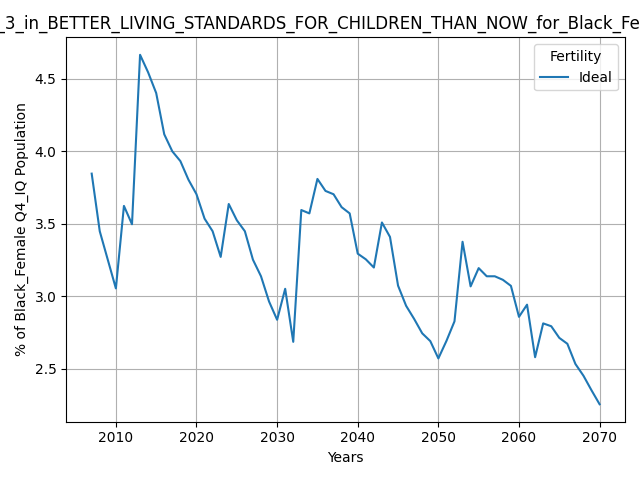 _3_in_BETTER_LIVING_STANDARDS_FOR_CHILDREN_THAN_NOW_for_Black_Fe
Fertility
Ideal
% of Black_Female Q4_IQ Population
4.5
4.0
3.5
3.0
2.5
2010 2020 2030 2040 2050 2060 2070
Years